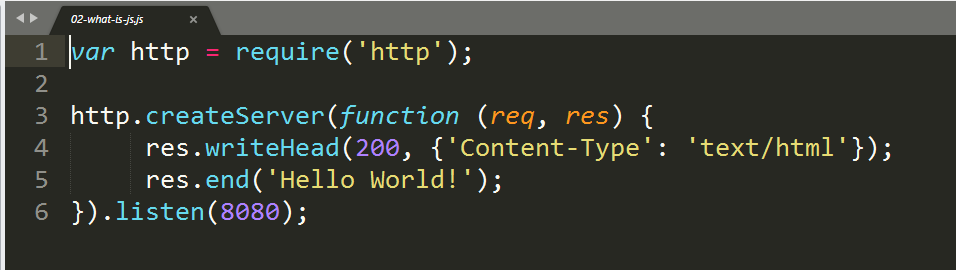 02-what-is-js.js ×
1 var http = require('http');
2
3 http.createServer(function (req, res) {
4     res.writeHead(200, {'Content-Type': 'text/html'});
5     res.end('Hello World!');
6 }).listen(8080);